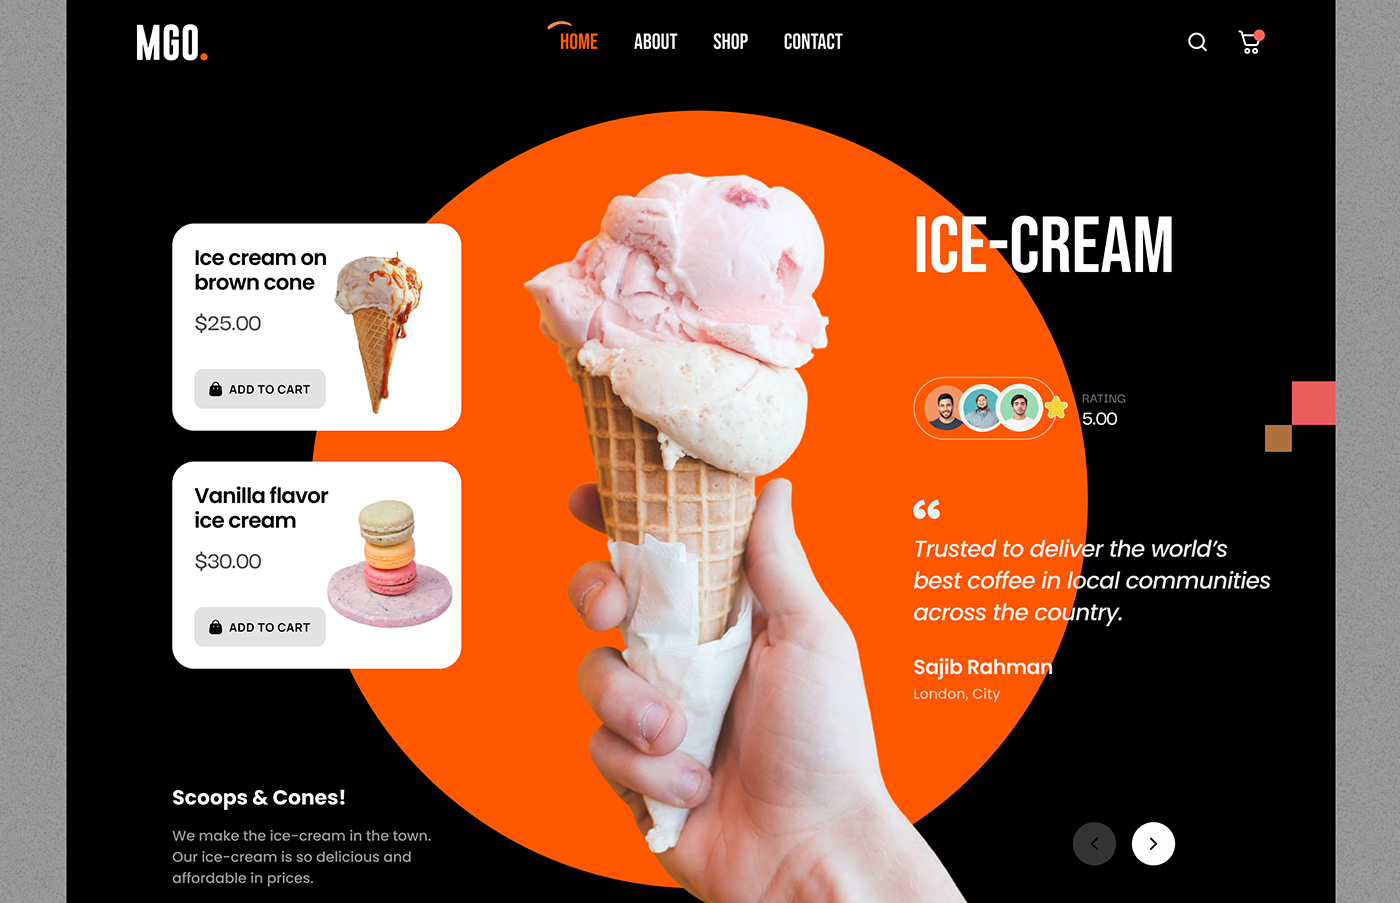 MGO.
HOME
ABOUT
SHOP
CONTACT
Ice cream on
brown cone
$25.00
ADD TO CART
Vanilla flavor
ice cream
$30.00
ADD TO CART
Scoops & Cones!
We make the ice-cream in the town.
Our ice-cream is so delicious and
affordable in prices.
ICE-CREAM
RATING
5.00
“
Trusted to deliver the world’s
best coffee in local communities
across the country.
Sajib Rahman
London, City